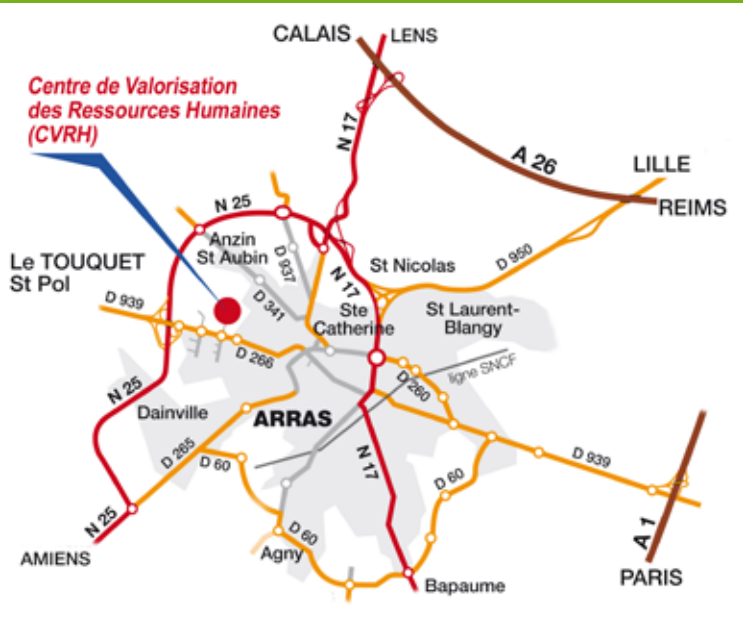 CALAIS
LENS
Centre de Valorisation
des Ressources Humaines
(CVRH)
N 17
A 26
LILLE
REIMS
N 25
Anzin
St Aubin
D 937
Le TOUQUET
St Pol
N 17
St Nicolas
D 950
D 939
D 341
Ste
Catherine
St Laurent-
Blangy
D 266
ligne SNCF
D 260
N 25
Dainville
ARRAS
D 265
D 60
N 17
D 60
D 939
N 25
D 60
A 1
AMIENS
Agny
Bapaume
PARIS